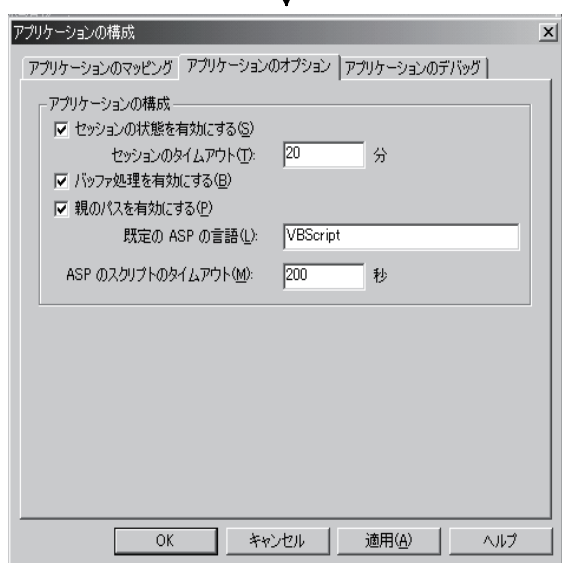 アプリケーションの構成
アプリケーションのマッピング アプリケーションのオプション アプリケーションのデバッグ
アプリケーションの構成
セッションの状態を有効にする(S)
セッションのタイムアウト(T): 20 分
バッファ処理を有効にする(B)
親のパスを有効にする(P)
既定の ASP の言語(L): VBScript
ASP のスクリプトのタイムアウト(M): 200 秒
OK キャンセル 適用(A) ヘルプ